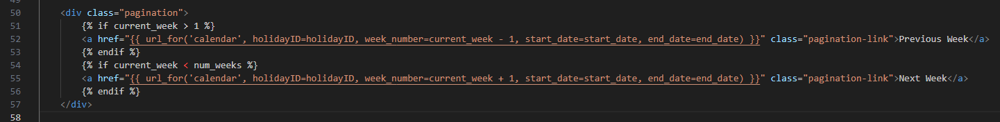 49
50 <div class="pagination">
51 {% if current_week > 1 %}
52 <a href="{{ url_for('calendar', holidayID=holidayID, week_number=current_week - 1, start_date=start_date, end_date=end_date) }}" class="pagination-link">Previous Week</a>
53 {% endif %}
54 {% if current_week < num_weeks %}
55 <a href="{{ url_for('calendar', holidayID=holidayID, week_number=current_week + 1, start_date=start_date, end_date=end_date) }}" class="pagination-link">Next Week</a>
56 {% endif %}
57 </div>
58